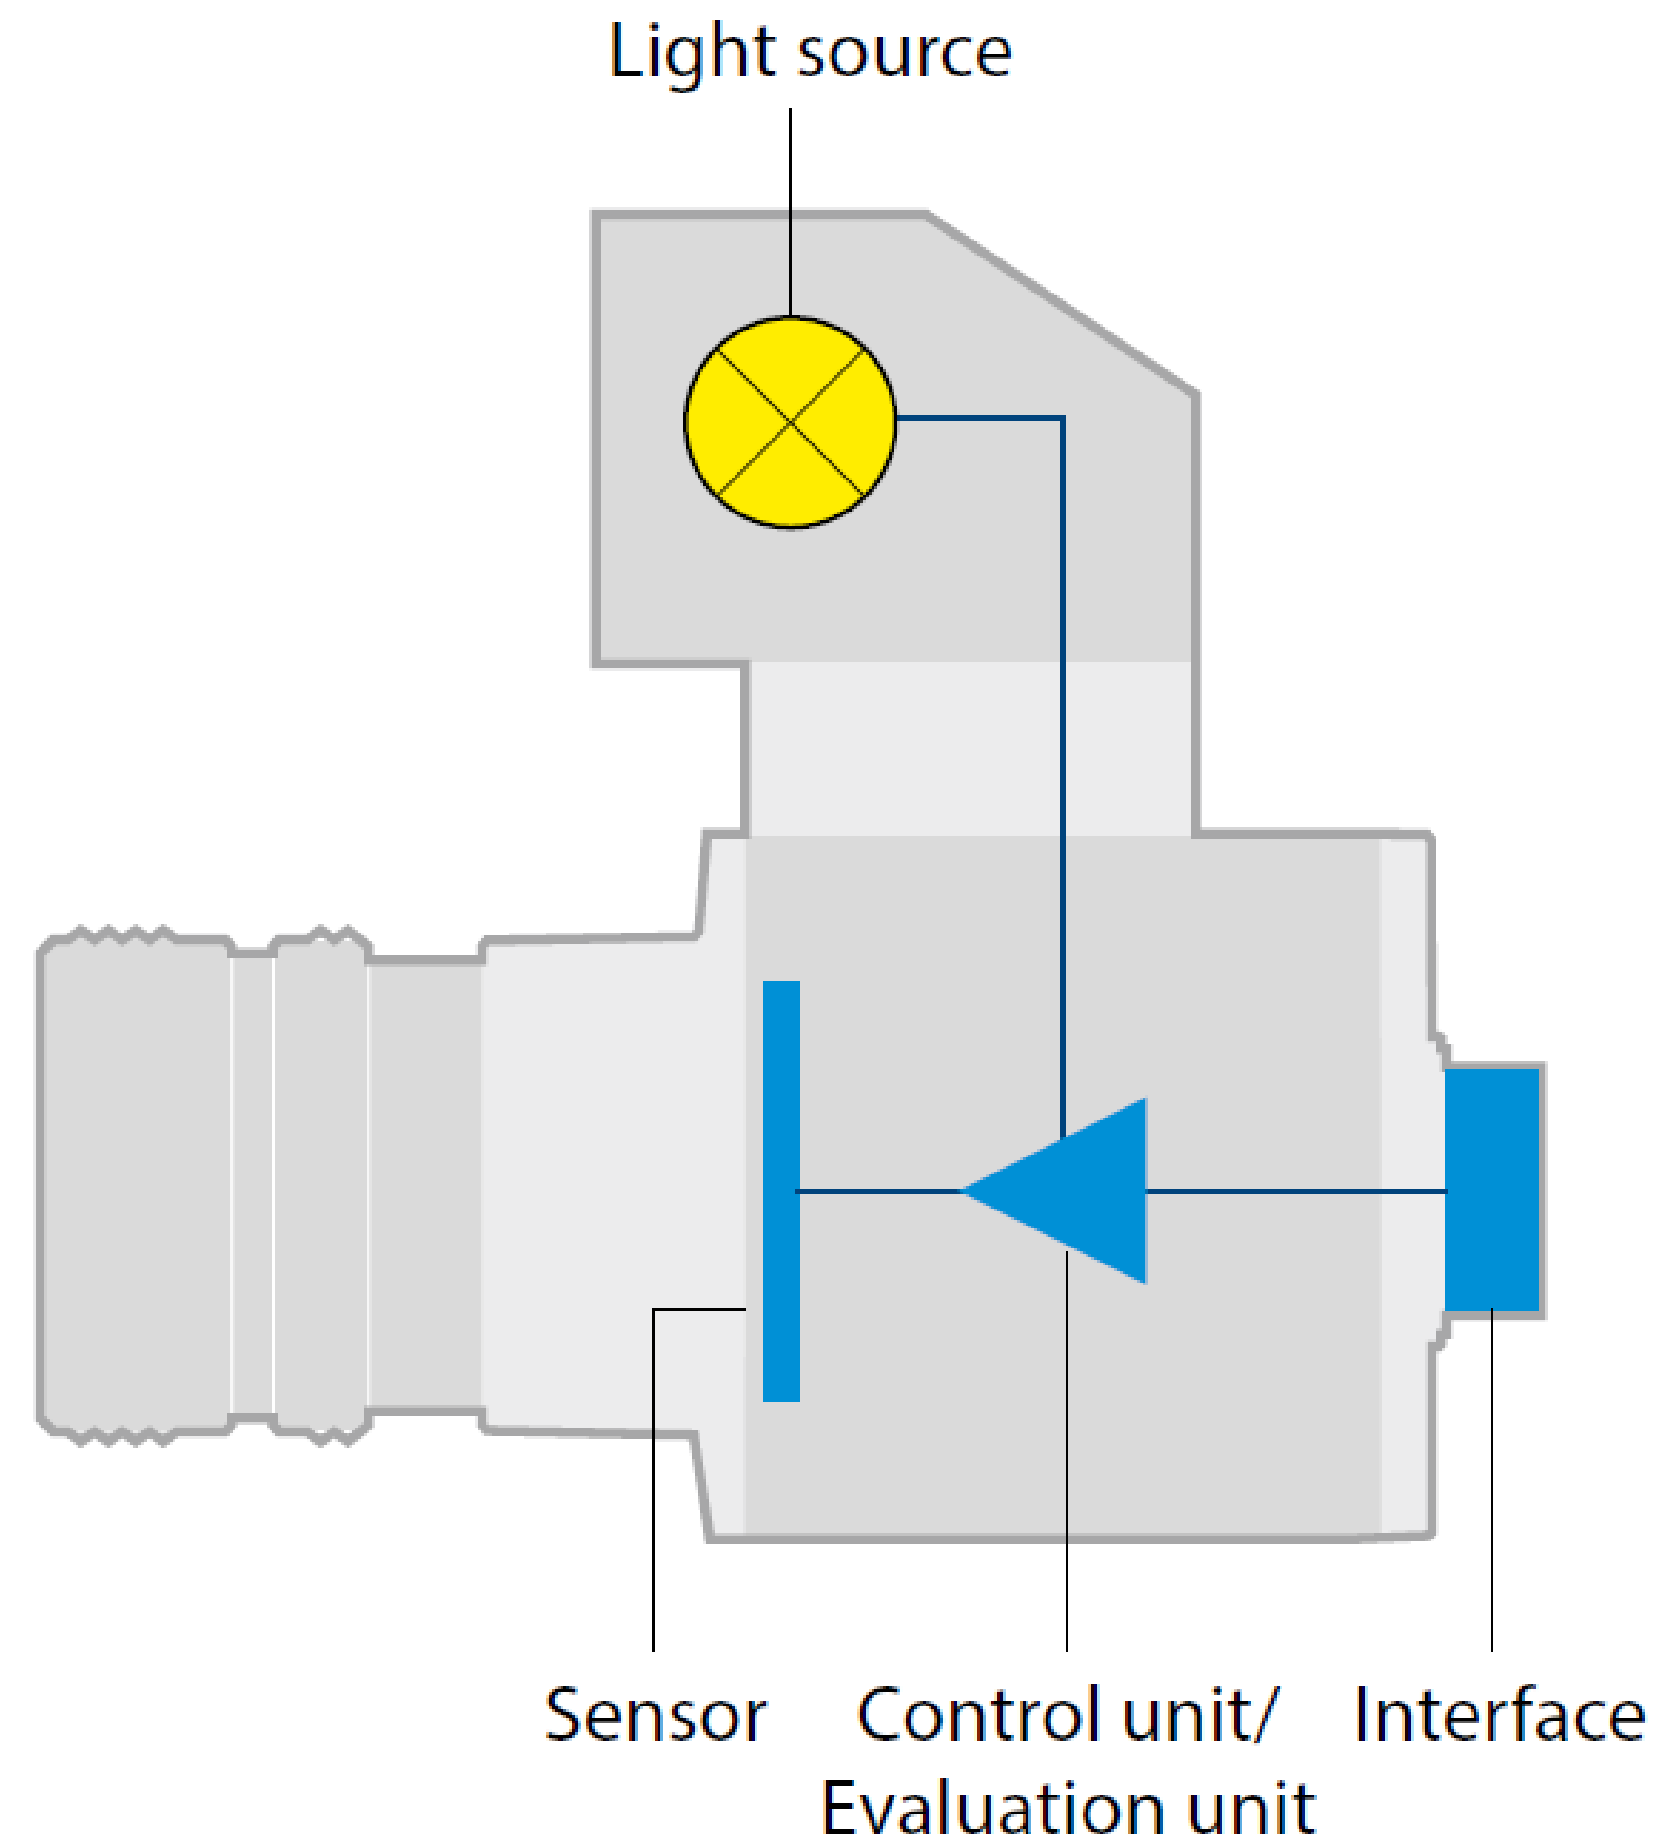 Light source
Sensor
Control unit/
Evaluation unit
Interface